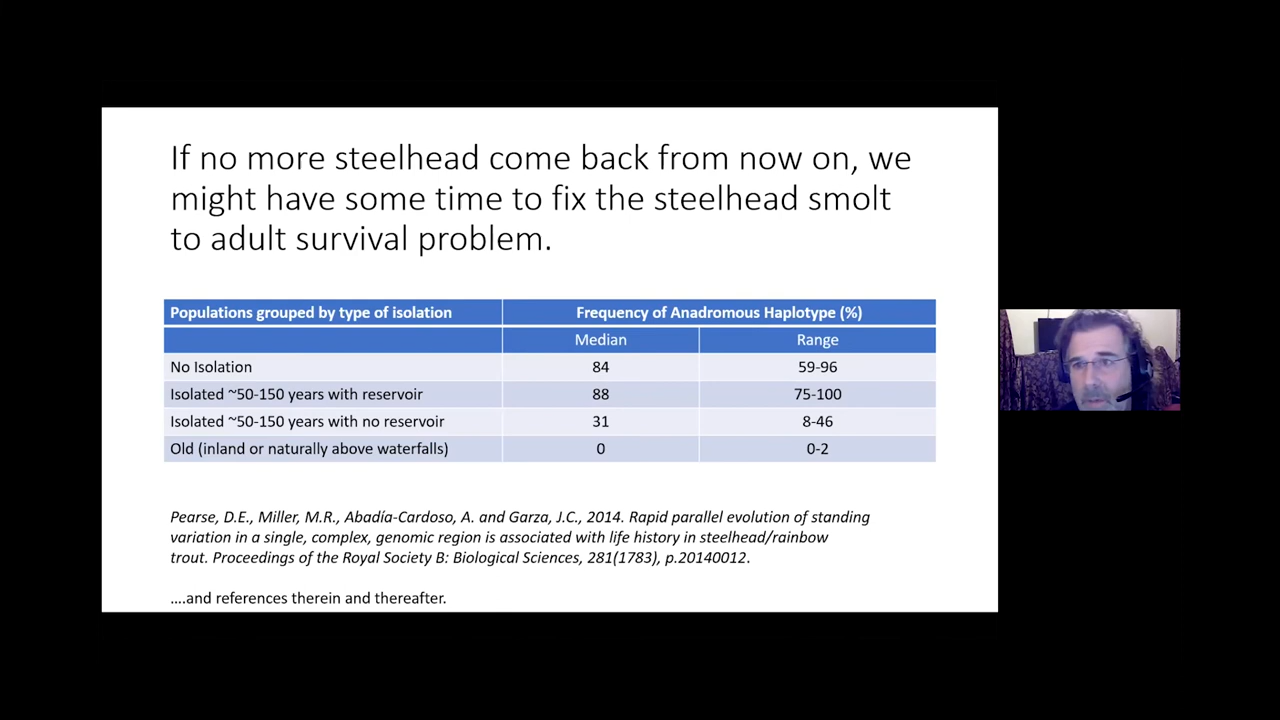 If no more steelhead come back from now on, we
might have some time to fix the steelhead smolt
to adult survival problem.
Populations grouped by type of isolation Frequency of Anadromous Haplotype (%)
Median Range
No Isolation 84 59-96
Isolated ~50-150 years with reservoir 88 75-100
Isolated ~50-150 years with no reservoir 31 8-46
Old (inland or naturally above waterfalls) 0 0-2
Pearse, D.E., Miller, M.R., Abadía-Cardoso, A. and Garza, J.C., 2014. Rapid parallel evolution of standing
variation in a single, complex, genomic region is associated with life history in steelhead/rainbow
trout. Proceedings of the Royal Society B: Biological Sciences, 281(1783), p.20140012.
....and references therein and thereafter.